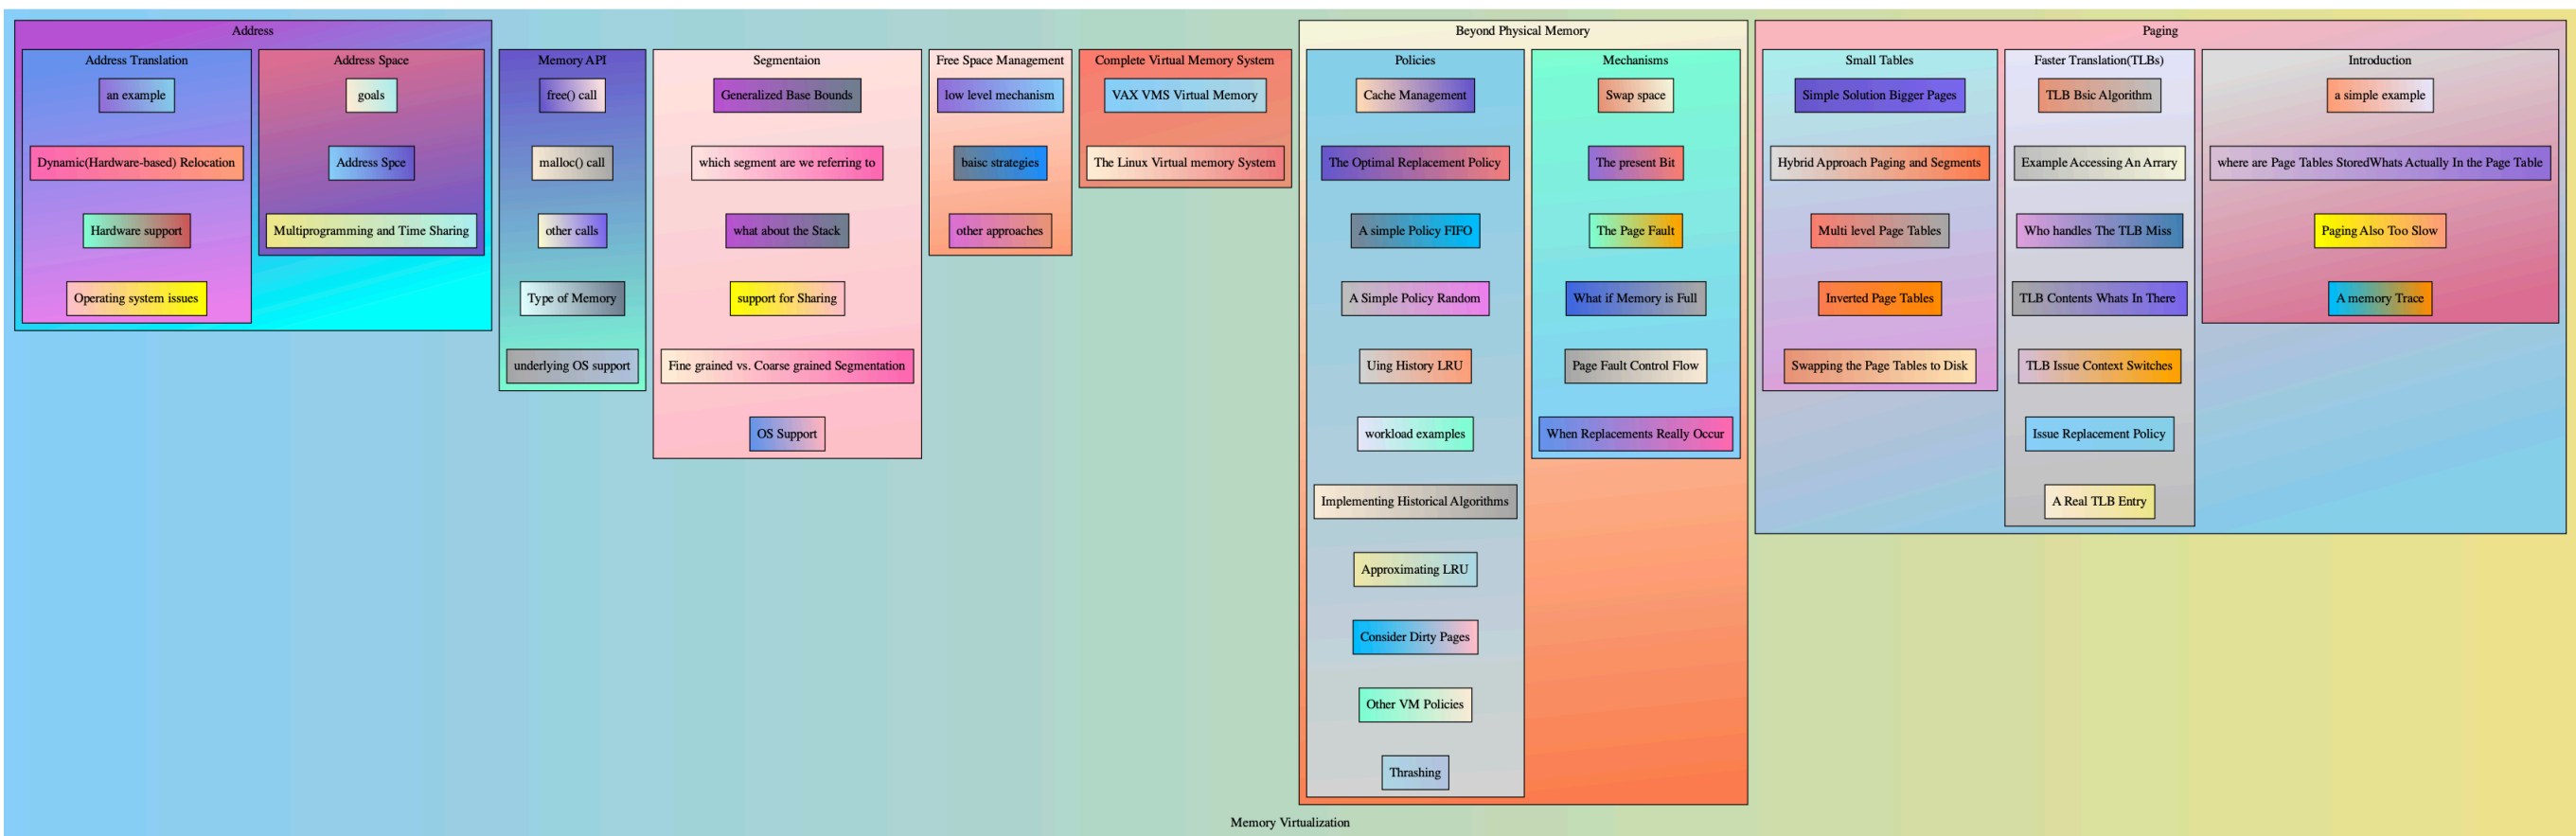 Address
Address Translation
an example
Dynamic(Hardware-based) Relocation
Hardware support
Operating system issues
Address Space
goals
Address Spce
Multiprogramming and Time Sharing
Memory API
free() call
malloc() call
other calls
Type of Memory
underlying OS support
Segmentaion
Generalized Base Bounds
which segment are we referring to
what about the Stack
support for Sharing
Fine grained vs. Coarse grained Segmentation
OS Support
Free Space Management
low level mechanism
baisc strategies
other approaches
Complete Virtual Memory System
VAX VMS Virtual Memory
The Linux Virtual memory System
Beyond Physical Memory
Policies
Cache Management
The Optimal Replacement Policy
A simple Policy FIFO
A Simple Policy Random
Uing History LRU
workload examples
Implementing Historical Algorithms
Approximating LRU
Consider Dirty Pages
Other VM Policies
Thrashing
Mechanisms
Swap space
The present Bit
The Page Fault
What if Memory is Full
Page Fault Control Flow
When Replacements Really Occur
Paging
Small Tables
Simple Solution Bigger Pages
Hybrid Approach Paging and Segments
Multi level Page Tables
Inverted Page Tables
Swapping the Page Tables to Disk
Faster Translation(TLBs)
TLB Bsic Algorithm
Example Accessing An Arrary
Who handles The TLB Miss
TLB Contents Whats In There
TLB Issue Context Switches
Issue Replacement Policy
A Real TLB Entry
Introduction
a simple example
where are Page Tables StoredWhats Actually In the Page Table
Paging Also Too Slow
A memory Trace
Memory Virtualization